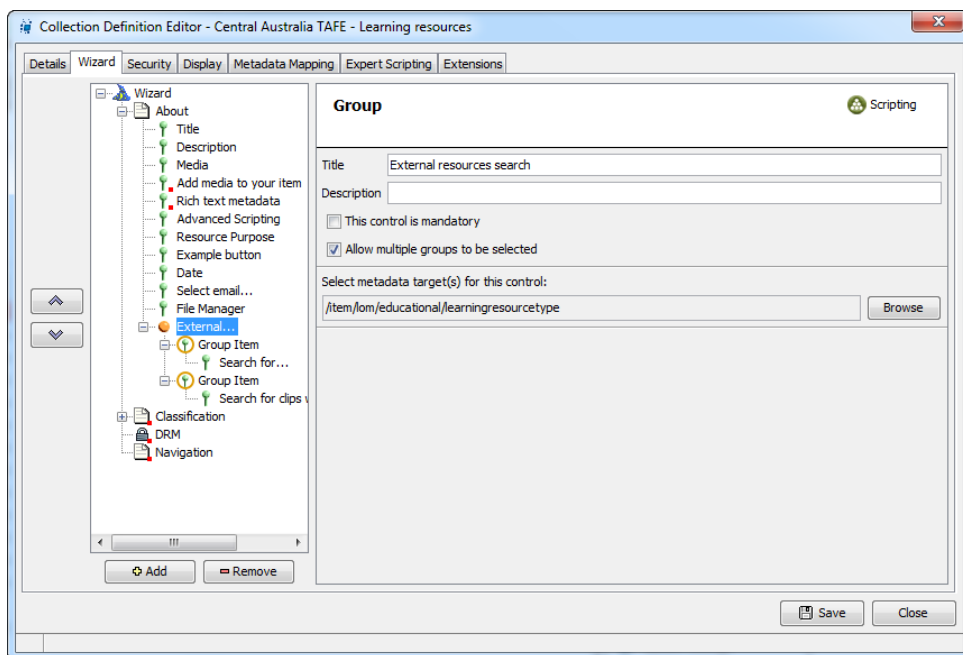 Collection Definition Editor - Central Australia TAFE - Learning resources
Details Wizard Security Display Metadata Mapping Expert Scripting Extensions
Wizard
About
Title
Description
Media
Add media to your item
Rich text metadata
Advanced Scripting
Resource Purpose
Example button
Date
Select email...
File Manager
External...
Group Item
Search for...
Group Item
Search for clips
Classification
DRM
Navigation
Add Remove
Group Scripting
Title External resources search
Description
This control is mandatory
Allow multiple groups to be selected
Select metadata target(s) for this control:
/item/lom/educational/learningresourcetype Browse
Save Close